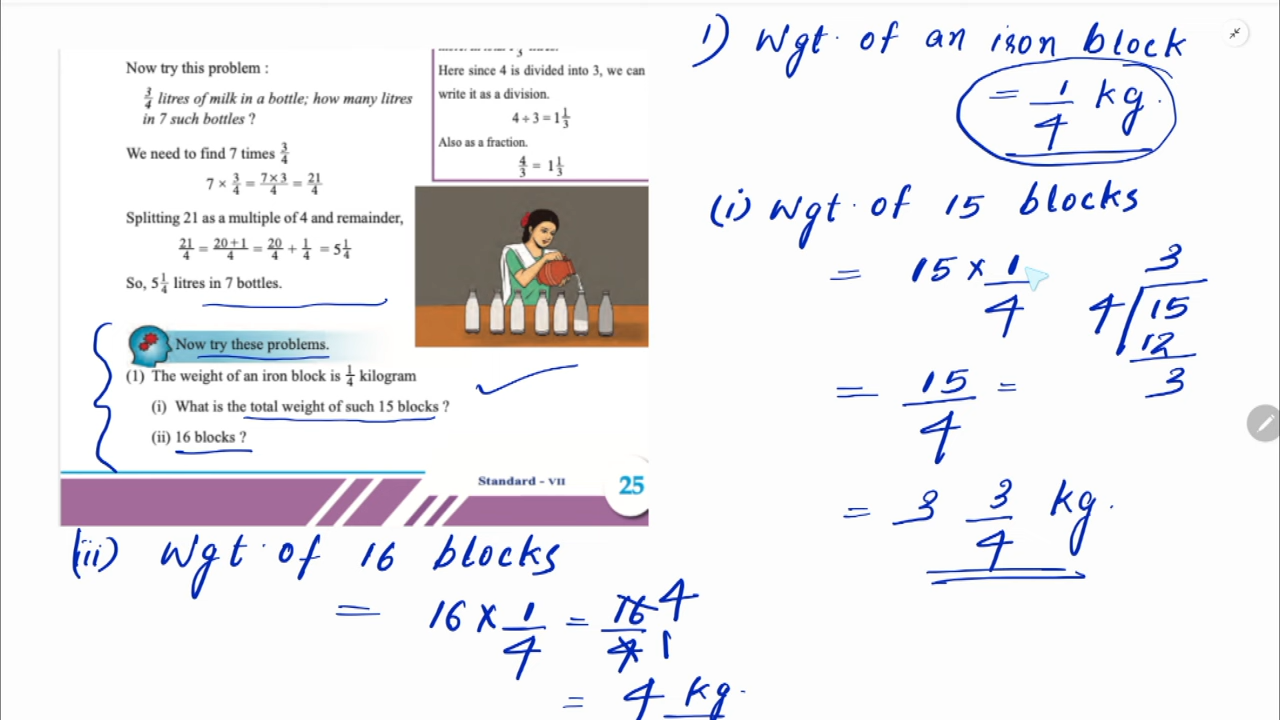 Now try this problem :
3/4 litres of milk in a bottle; how many litres
in 7 such bottles ?
We need to find 7 times 3/4
7 × 3/4 = 7×3/4 = 21/4
Splitting 21 as a multiple of 4 and remainder,
21/4 = 20+1/4 = 20/4 + 1/4 = 5 1/4
So, 5 1/4 litres in 7 bottles.
Here since 4 is divided into 3, we can
write it as a division.
4 ÷ 3 = 1 1/3
Also as a fraction.
4/3 = 1 1/3
Now try these problems.
(1) The weight of an iron block is 1/4 kilogram
(i) What is the total weight of such 15 blocks ?
(ii) 16 blocks ?
Standard - VII
25
1) Wgt. of an iron block
= 1/4 kg.
(i) Wgt. of 15 blocks
= 15 × 1/4
= 15/4 =
= 3 3/4 kg.
3
4 15
12
3
(ii) Wgt. of 16 blocks
= 16 × 1/4 = 16/4 4 1
= 4 kg.